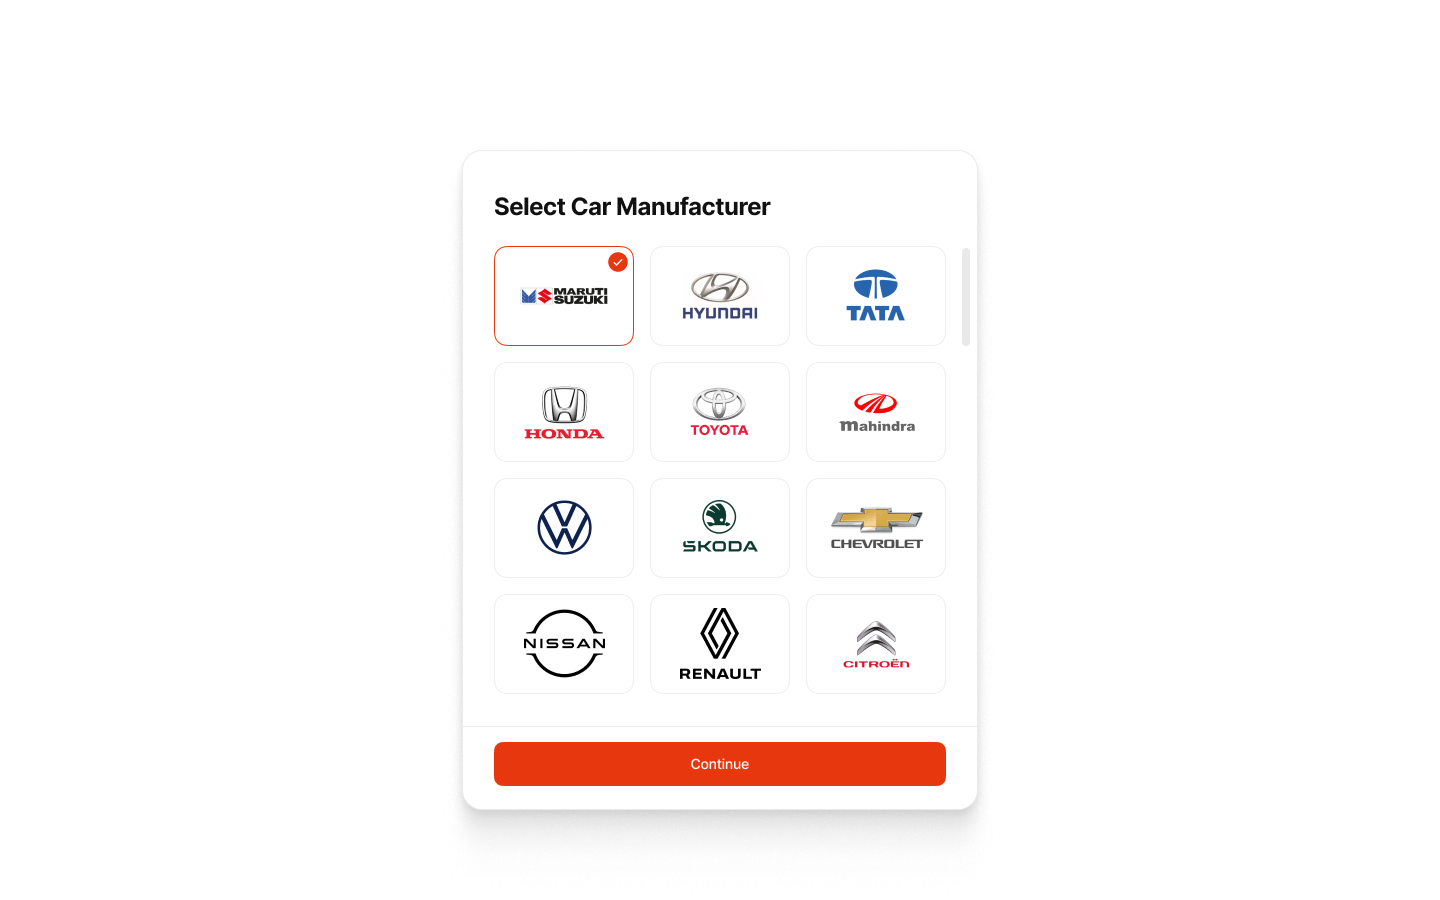 Select Car Manufacturer
MARUTI
SUZUKI
HYUNDAI
TATA
HONDA
TOYOTA
mahindra
ŠKODA
CHEVROLET
NISSAN
RENAULT
CITROËN
Continue